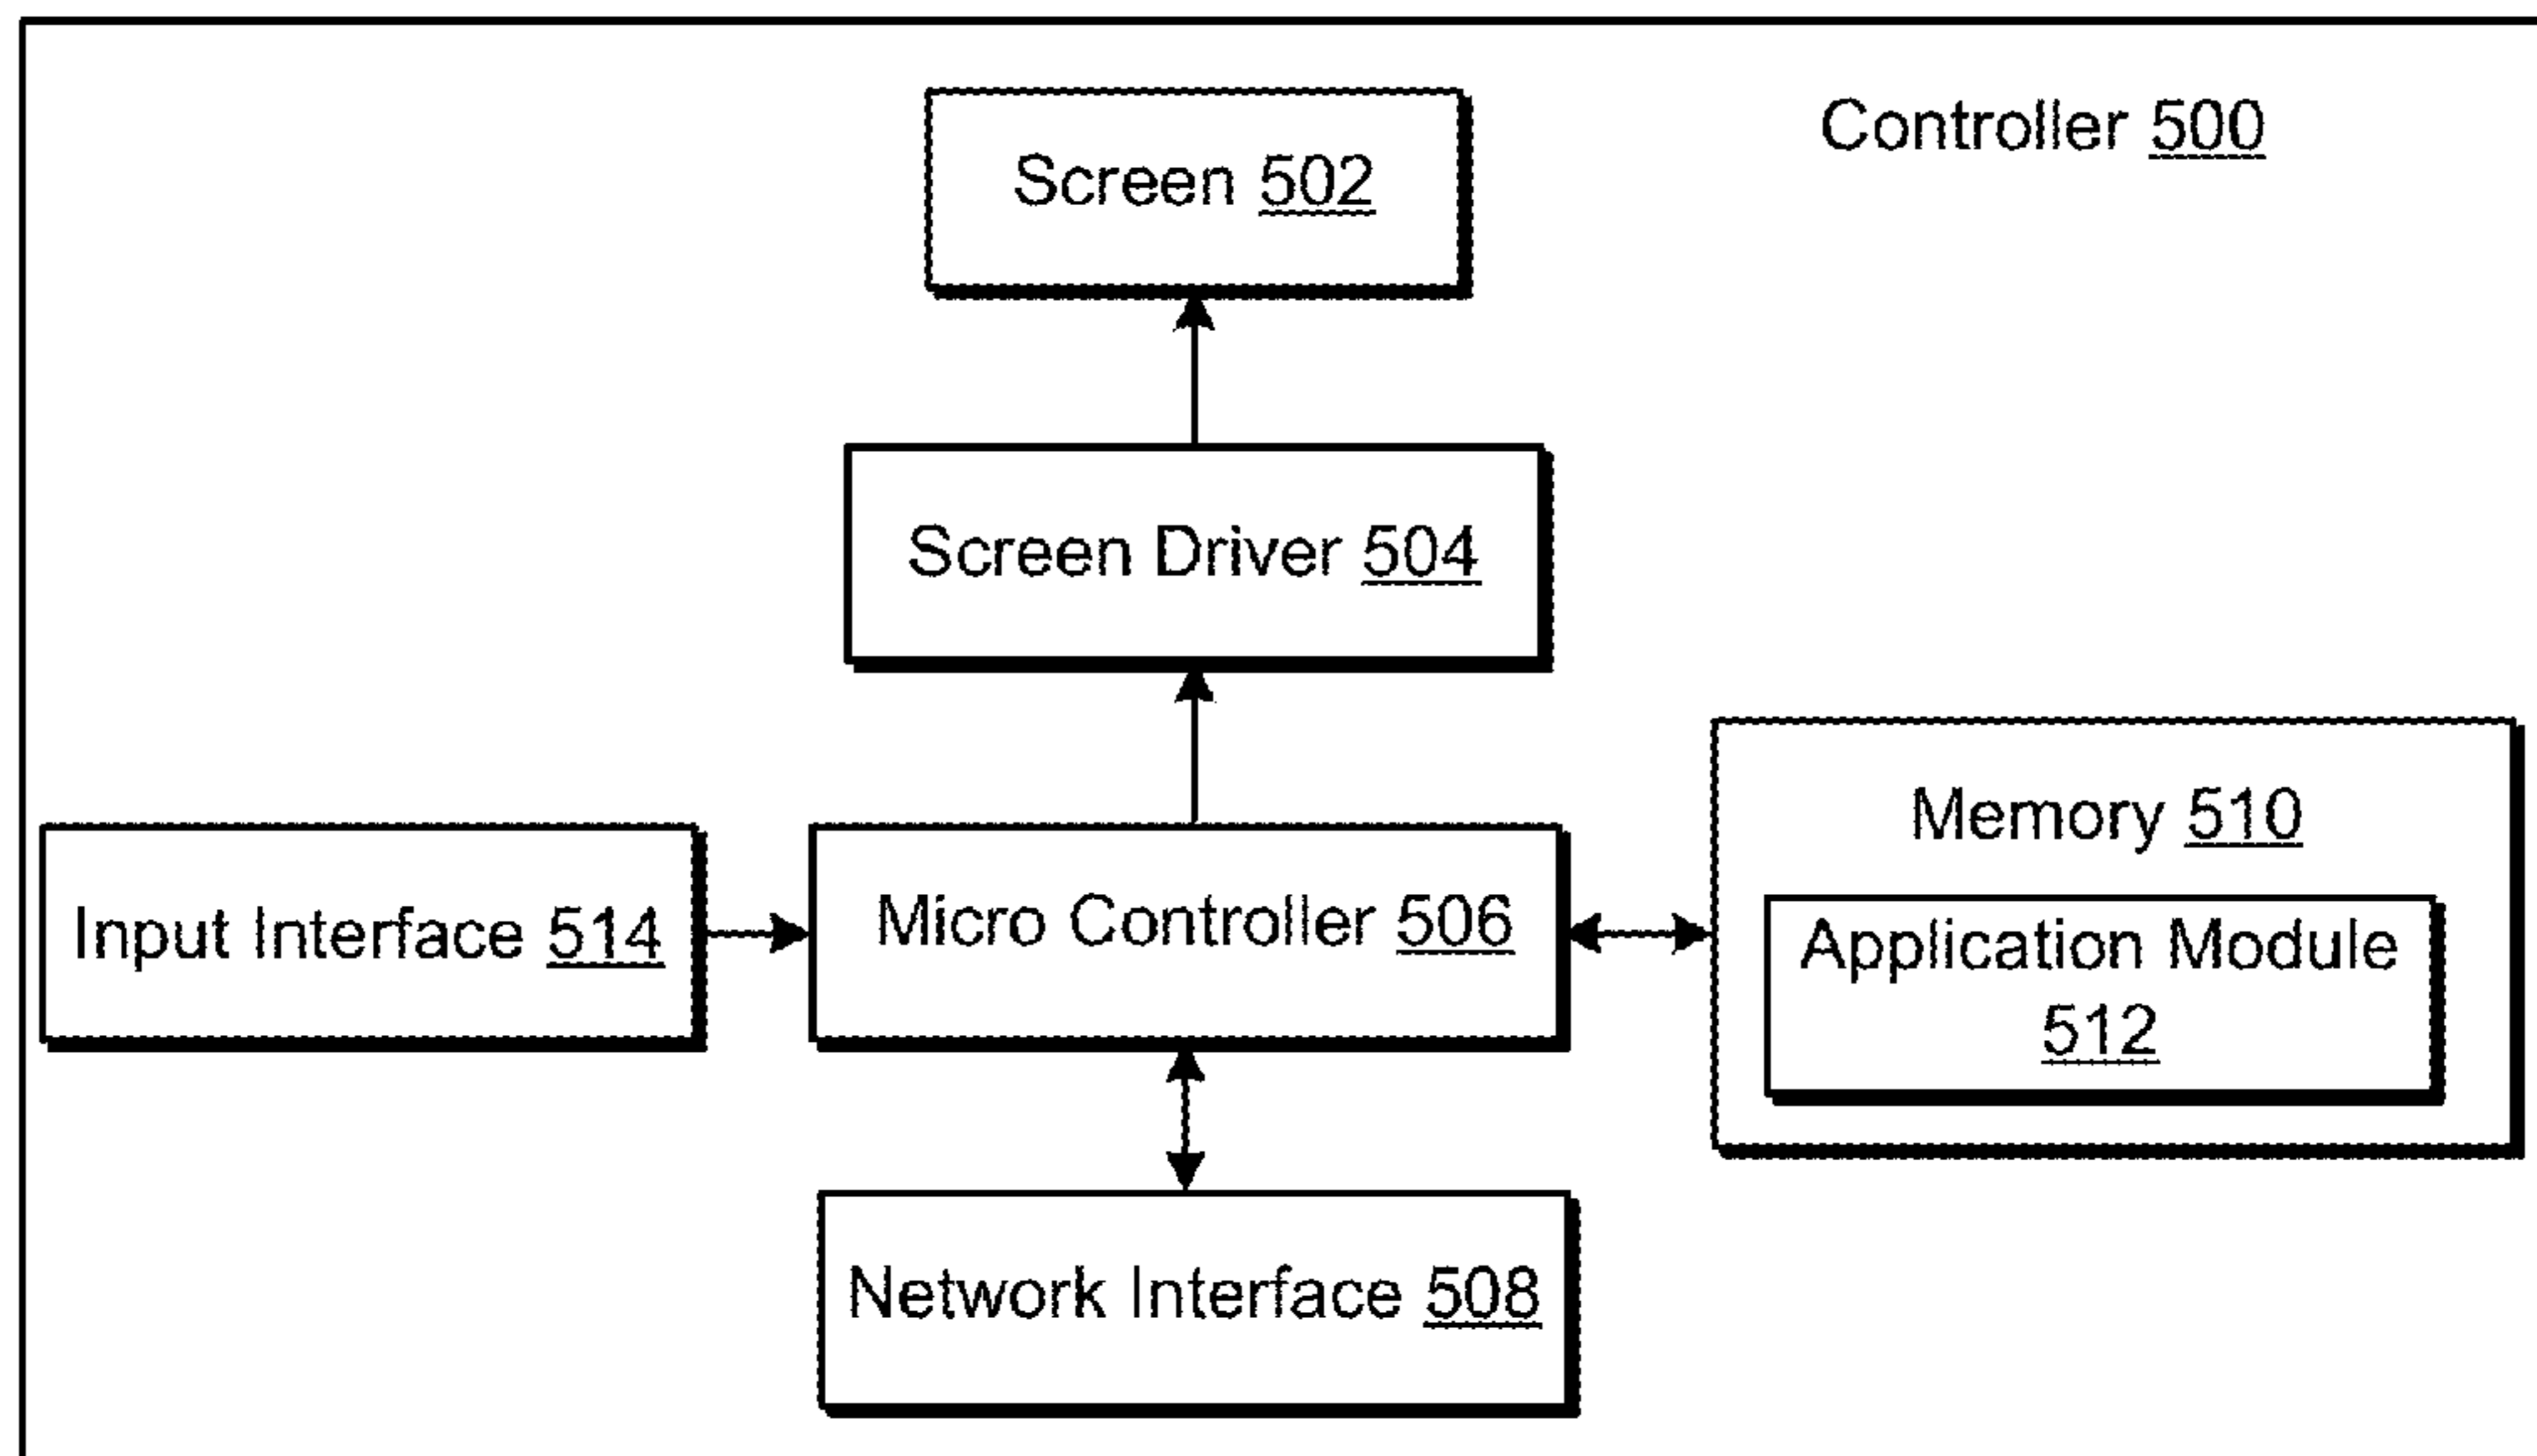 Controller 500
Screen 502
Screen Driver 504
Memory 510
Input Interface 514
Micro Controller 506
Application Module
512
Network Interface 508